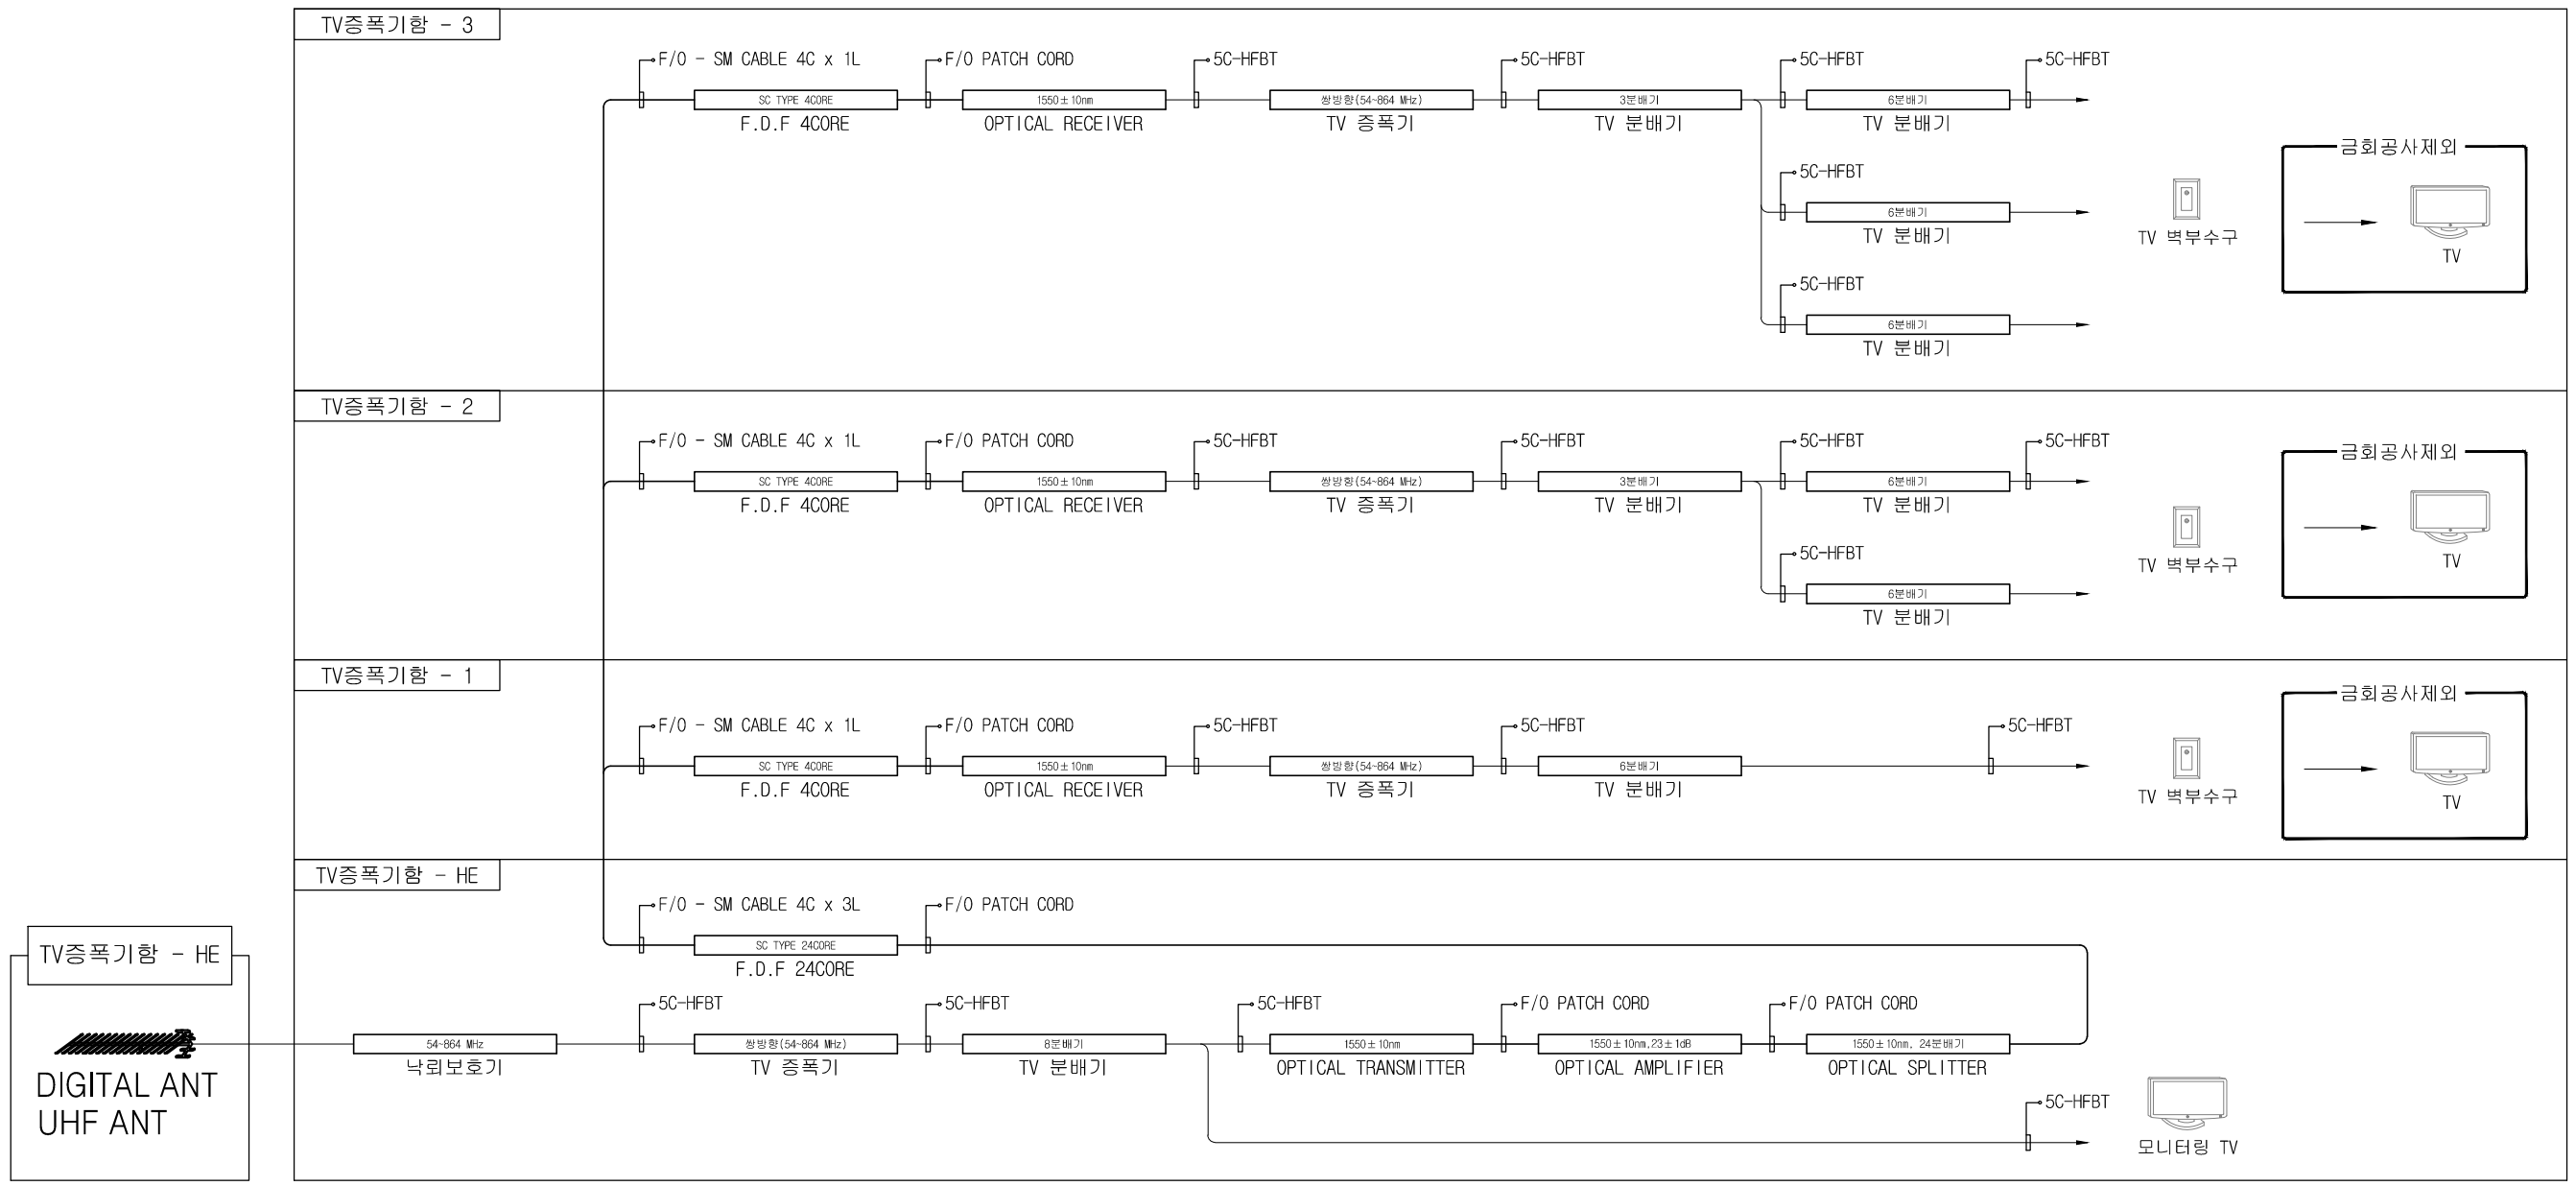 TV증폭기함 - 3
F/O - SM CABLE 4C x 1L
F/O PATCH CORD
5C-HFBT
5C-HFBT
5C-HFBT
5C-HFBT
SC TYPE 4CORE
1550±10nm
쌍방향(54~864 MHz)
3분배기
6분배기
F.D.F 4CORE
OPTICAL RECEIVER
TV 증폭기
TV 분배기
TV 분배기
금회공사제외
5C-HFBT
6분배기
TV 분배기
TV 벽부수구
TV
5C-HFBT
6분배기
TV 분배기
TV증폭기함 - 2
F/O - SM CABLE 4C x 1L
F/O PATCH CORD
5C-HFBT
5C-HFBT
5C-HFBT
5C-HFBT
금회공사제외
SC TYPE 4CORE
1550±10nm
쌍방향(54~864 MHz)
3분배기
6분배기
F.D.F 4CORE
OPTICAL RECEIVER
TV 증폭기
TV 분배기
TV 분배기
5C-HFBT
TV 벽부수구
TV
6분배기
TV 분배기
TV증폭기함 - 1
금회공사제외
F/O - SM CABLE 4C x 1L
F/O PATCH CORD
5C-HFBT
5C-HFBT
5C-HFBT
SC TYPE 4CORE
1550±10nm
쌍방향(54~864 MHz)
6분배기
F.D.F 4CORE
OPTICAL RECEIVER
TV 증폭기
TV 분배기
TV 벽부수구
TV
TV증폭기함 - HE
F/O - SM CABLE 4C x 3L
F/O PATCH CORD
SC TYPE 24CORE
F.D.F 24CORE
TV증폭기함 - HE
5C-HFBT
5C-HFBT
5C-HFBT
F/O PATCH CORD
F/O PATCH CORD
54~864 MHz
쌍방향(54~864 MHz)
8분배기
1550±10nm
1550±10nm,23±1dB
1550±10nm, 24분배기
낙뢰보호기
TV 증폭기
TV 분배기
OPTICAL TRANSMITTER
OPTICAL AMPLIFIER
OPTICAL SPLITTER
DIGITAL ANT
UHF ANT
5C-HFBT
모니터링 TV